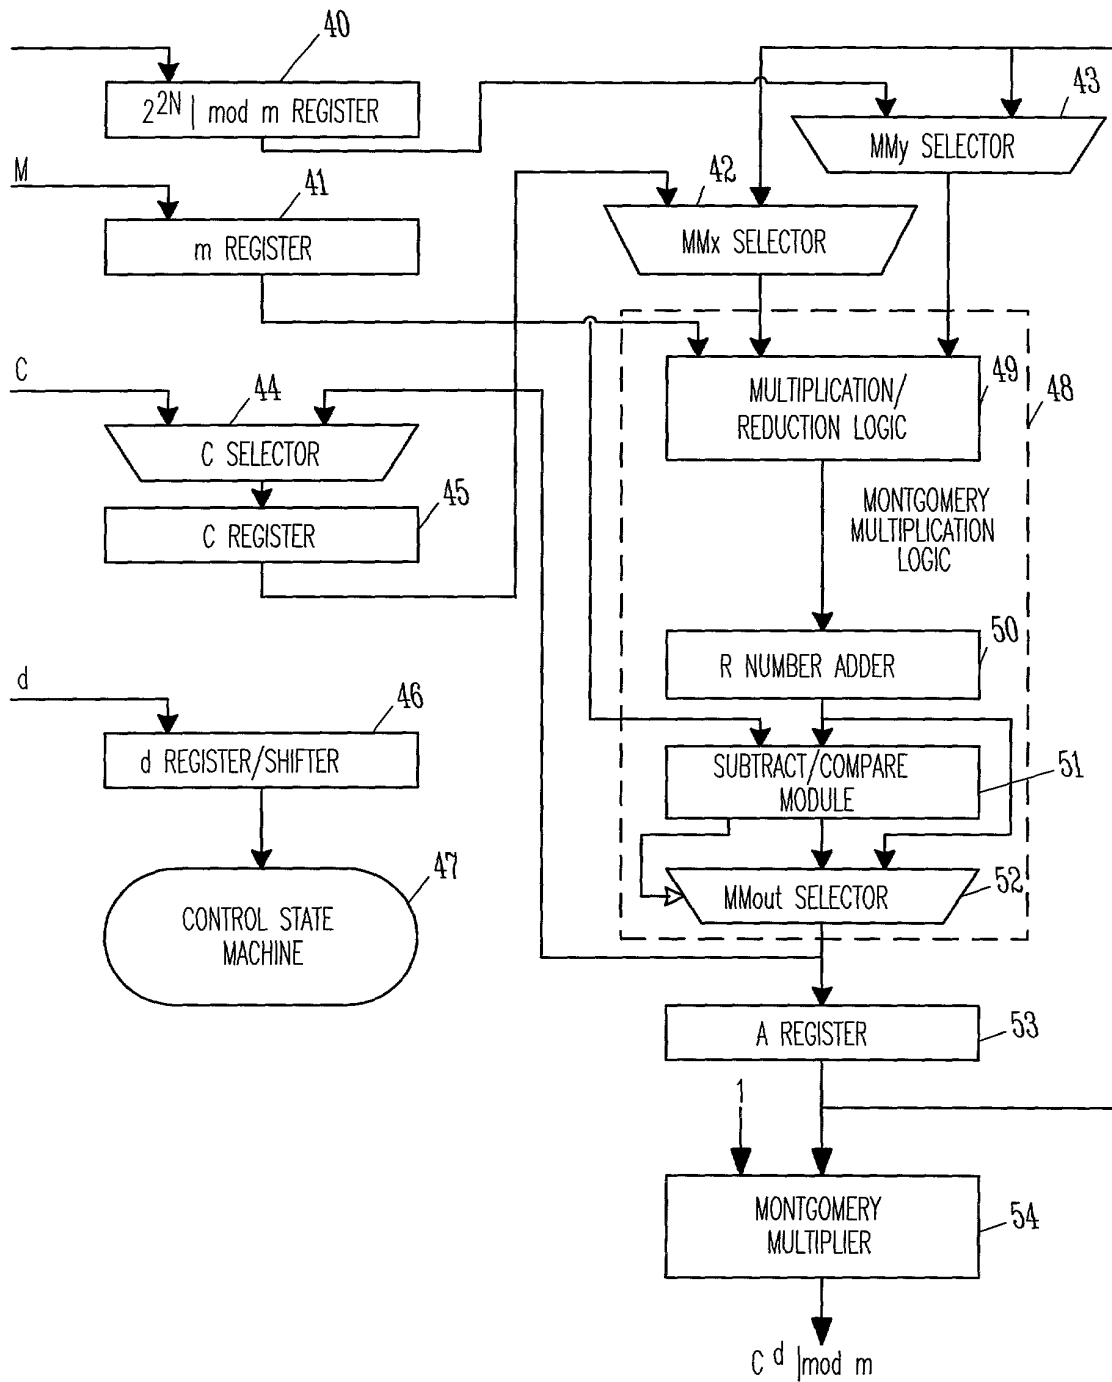 40
2^2N | mod m REGISTER
43
MMy SELECTOR
M
41
m REGISTER
42
MMx SELECTOR
C
44
C SELECTOR
45
C REGISTER
49
MULTIPLICATION/
REDUCTION LOGIC
48
MONTGOMERY
MULTIPLICATION
LOGIC
50
R NUMBER ADDER
d
46
d REGISTER/SHIFTER
51
SUBTRACT/COMPARE
MODULE
47
CONTROL STATE
MACHINE
52
MMout SELECTOR
53
A REGISTER
1
54
MONTGOMERY
MULTIPLIER
C^d |mod m